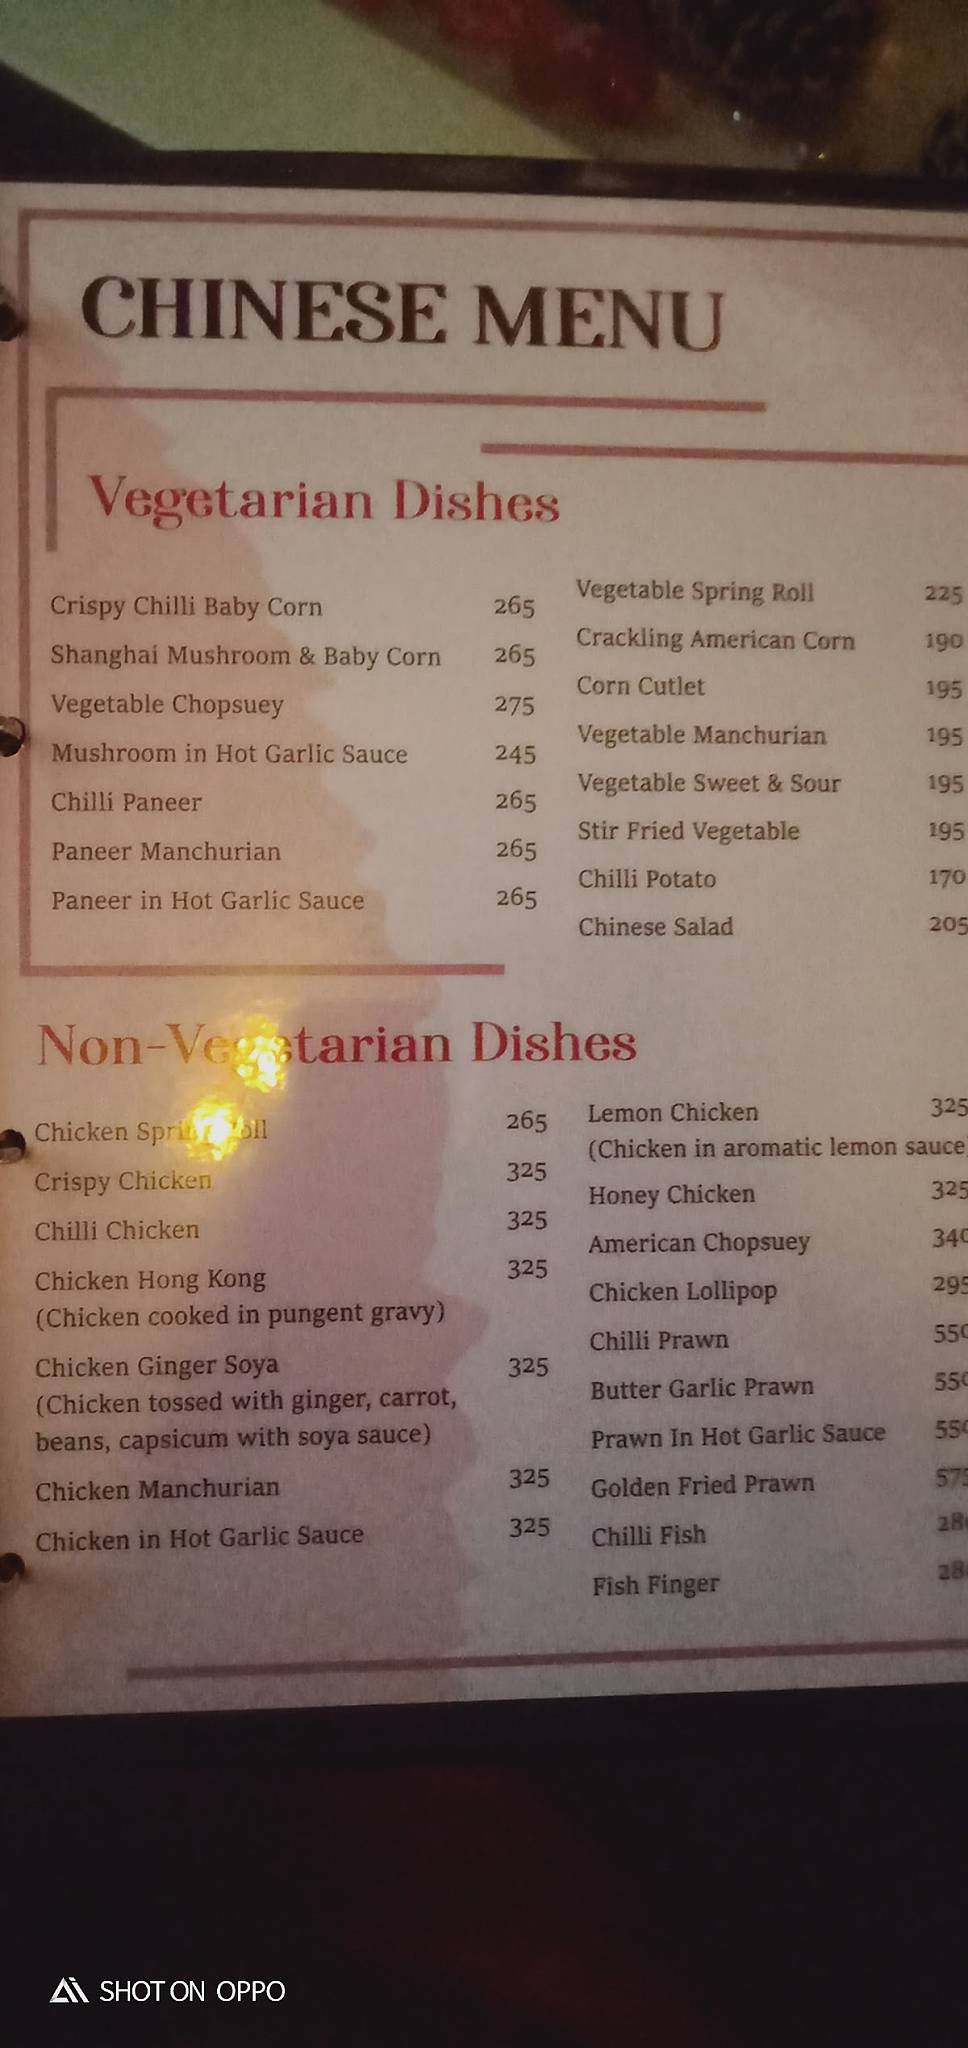 CHINESE MENU
Vegetarian Dishes
Crispy Chilli Baby Corn 265
Shanghai Mushroom & Baby Corn 265
Vegetable Chopsuey 275
Mushroom in Hot Garlic Sauce 245
Chilli Paneer 265
Paneer Manchurian 265
Paneer in Hot Garlic Sauce 265
Vegetable Spring Roll 225
Crackling American Corn 190
Corn Cutlet 195
Vegetable Manchurian 195
Vegetable Sweet & Sour 195
Stir Fried Vegetable 195
Chilli Potato 170
Chinese Salad 205
Non-Vegetarian Dishes
Chicken Spring Roll 265
Crispy Chicken 325
Chilli Chicken 325
Chicken Hong Kong 325
(Chicken cooked in pungent gravy)
Chicken Ginger Soya 325
(Chicken tossed with ginger, carrot,
beans, capsicum with soya sauce)
Chicken Manchurian 325
Chicken in Hot Garlic Sauce 325
Lemon Chicken 325
(Chicken in aromatic lemon sauce)
Honey Chicken 325
American Chopsuey 340
Chicken Lollipop 295
Chilli Prawn 550
Butter Garlic Prawn 550
Prawn In Hot Garlic Sauce 550
Golden Fried Prawn 575
Chilli Fish
Fish Finger
SHOT ON OPPO